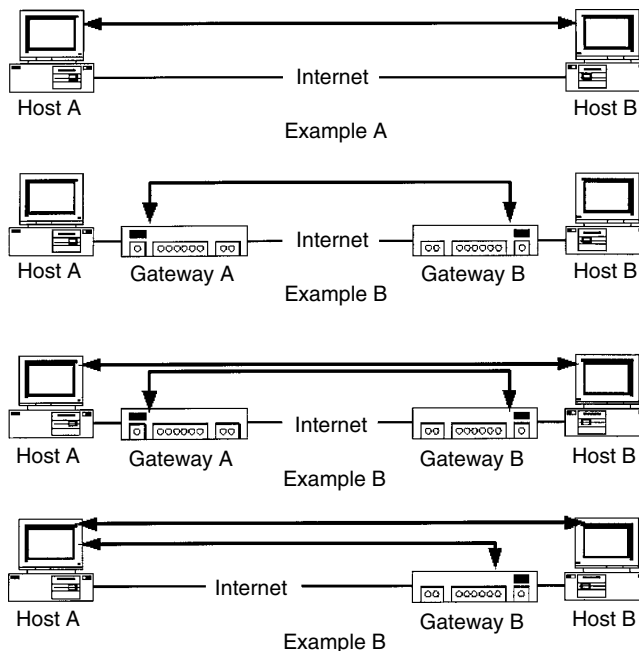 Internet
Host A Host B
Example A
Internet
Host A Gateway A Gateway B Host B
Example B
Internet
Host A Gateway A Gateway B Host B
Example B
Internet
Host A Gateway B Host B
Example B